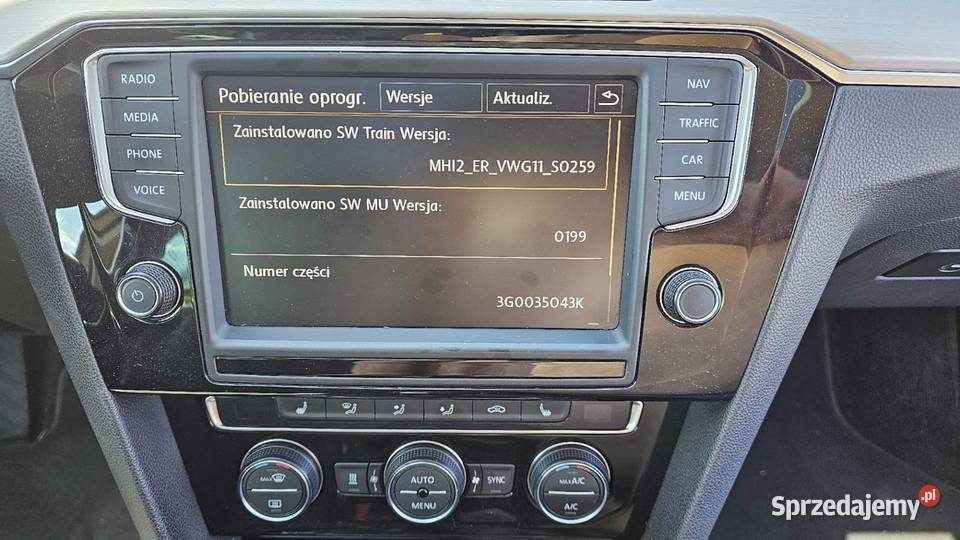 RADIO
MEDIA
PHONE
VOICE
Pobieranie oprogr. Wersje Aktualiz.
Zainstalowano SW Train Wersja:
MHI2_ER_VWG11_S0259
Zainstalowano SW MU Wersja:
0199
Numer części
3G0035043K
NAV
TRAFFIC
CAR
MENU
MAX
AUTO
MENU
SYNC
MAX A/C
A/C
Sprzedajemy.pl